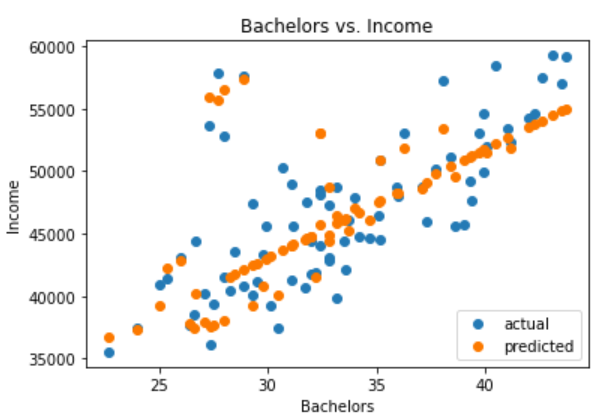 Bachelors vs. Income
60000
55000
50000
45000
40000
35000
Income
25 30 35 40
Bachelors
actual
predicted